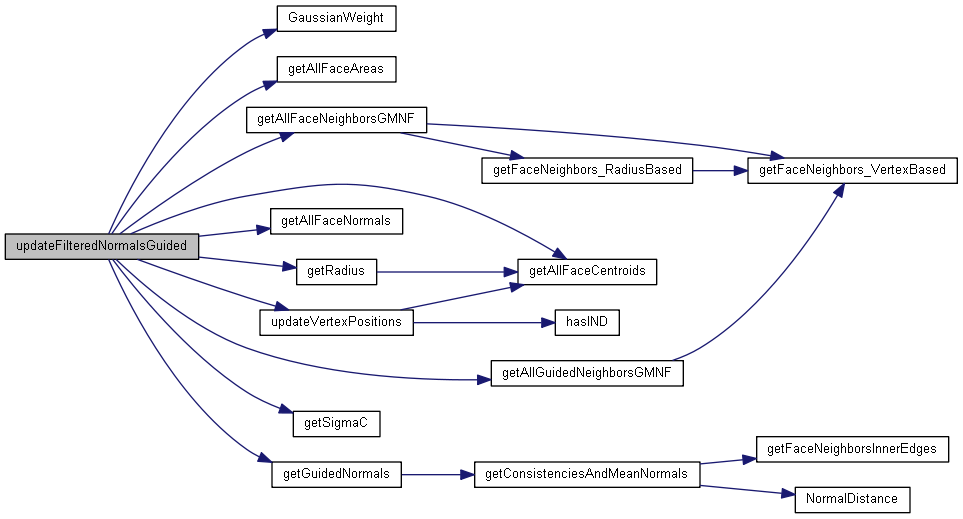 GaussianWeight
getAllFaceAreas
getAllFaceNeighborsGMNF
getFaceNeighbors_RadiusBased
getFaceNeighbors_VertexBased
getAllFaceNormals
updateFilteredNormalsGuided
getRadius
getAllFaceCentroids
updateVertexPositions
hasIND
getAllGuidedNeighborsGMNF
getSigmaC
getFaceNeighborsInnerEdges
getGuidedNormals
getConsistenciesAndMeanNormals
NormalDistance